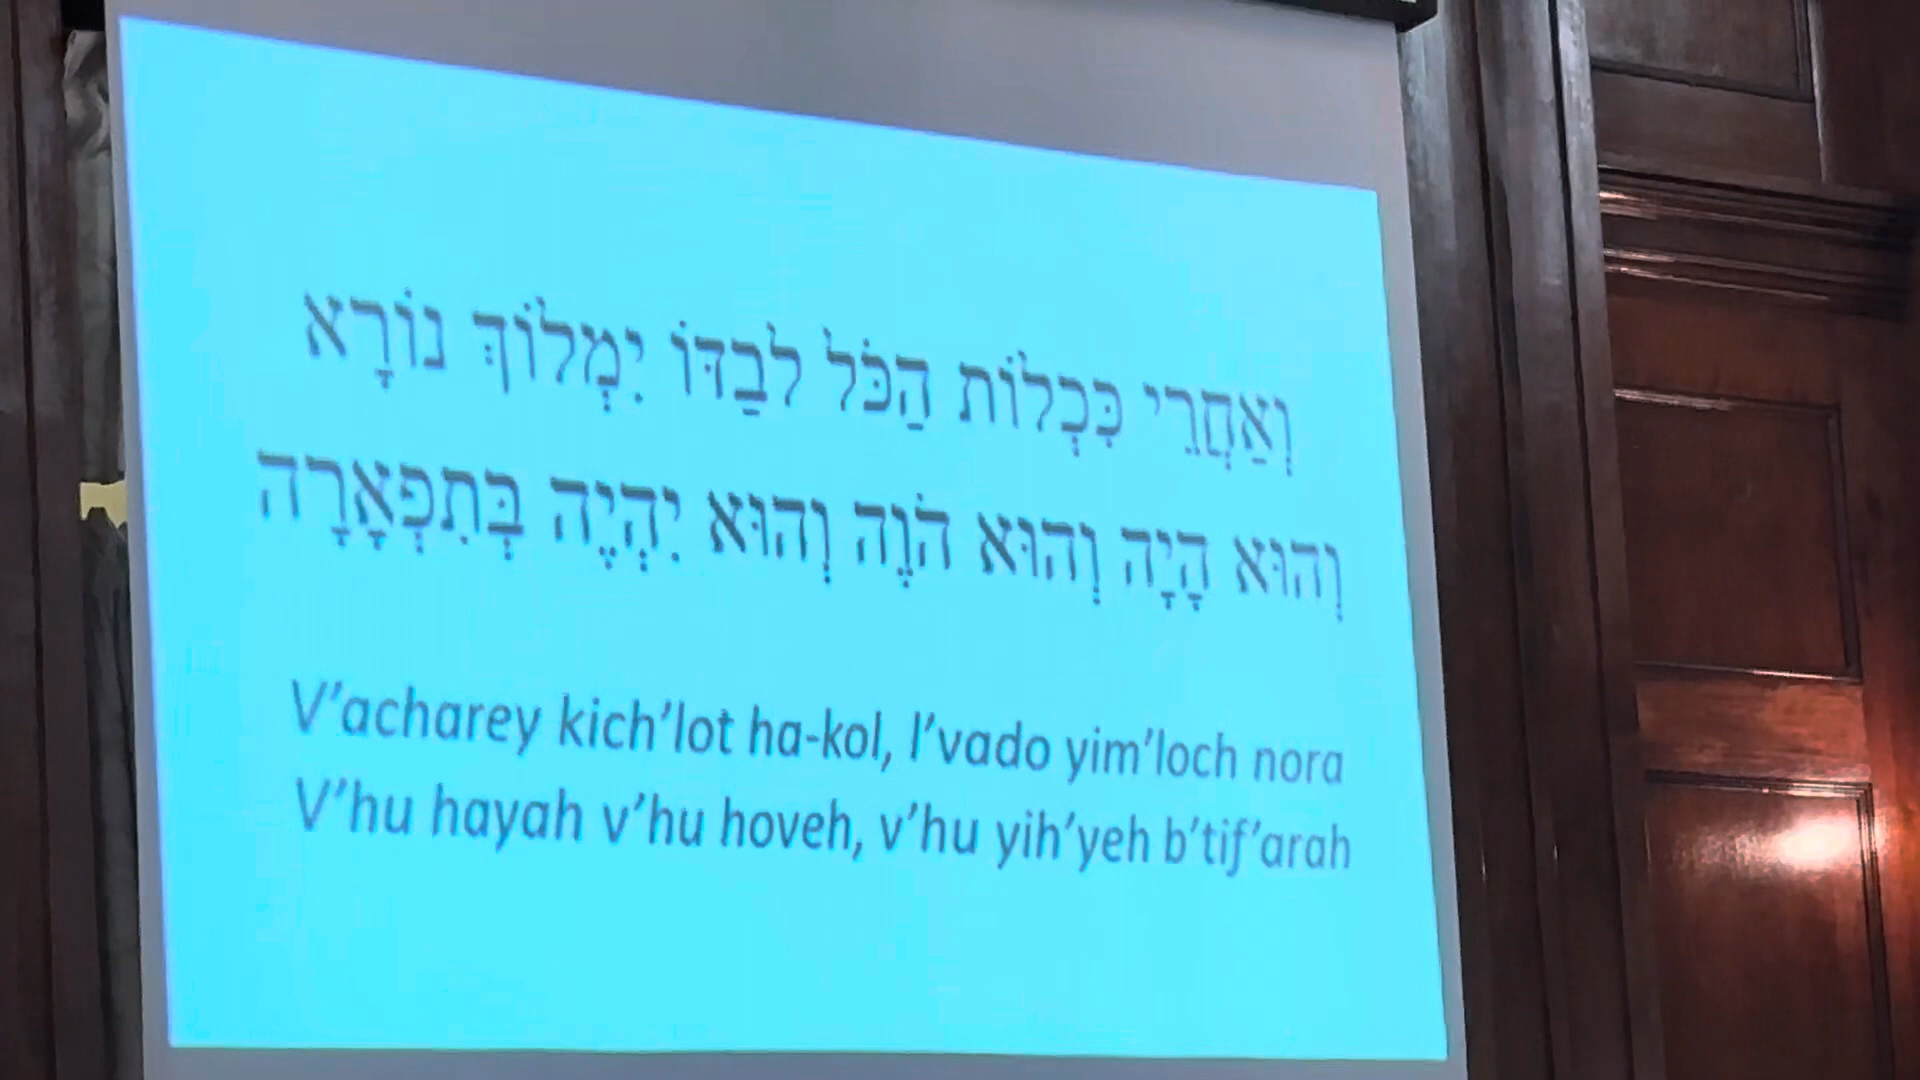 וְאַחֲרֵי כִּכְלוֹת הַכֹּל לְבַדּוֹ יִמְלוֹךְ נוֹרָא
וְהוּא הָיָה וְהוּא הֹוֶה וְהוּא יִהְיֶה בְּתִפְאָרָה
V’acharey kich’lot ha-kol, l’vado yim’loch nora
V’hu hayah v’hu hoveh, v’hu yih’yeh b’tif’arah